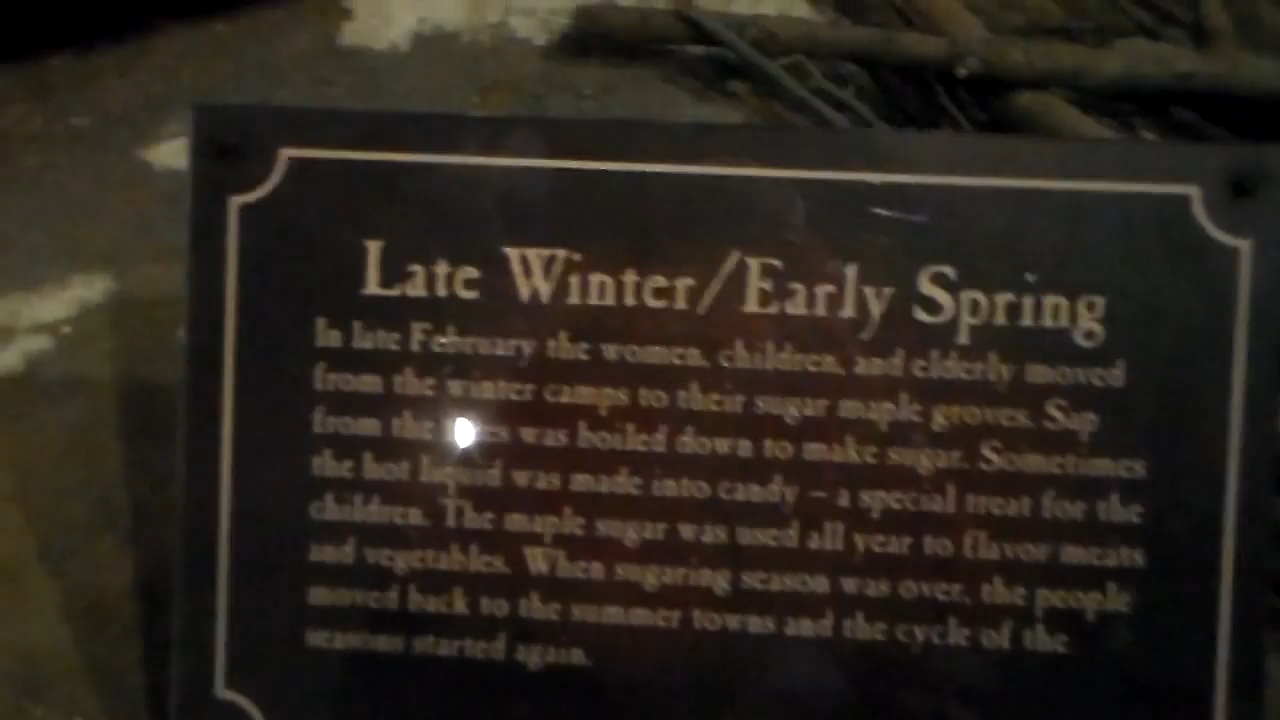 Late Winter/Early Spring
In late February the women, children, and elderly moved
from the winter camps to their sugar maple groves. Sap
from the was boiled down to make sugar. Sometimes
the hot liquid was made into candy – a special treat for the
children. The maple sugar was used all year to flavor meats
and vegetables. When sugaring season was over, the people
moved back to the summer towns and the cycle of the
seasons started again.